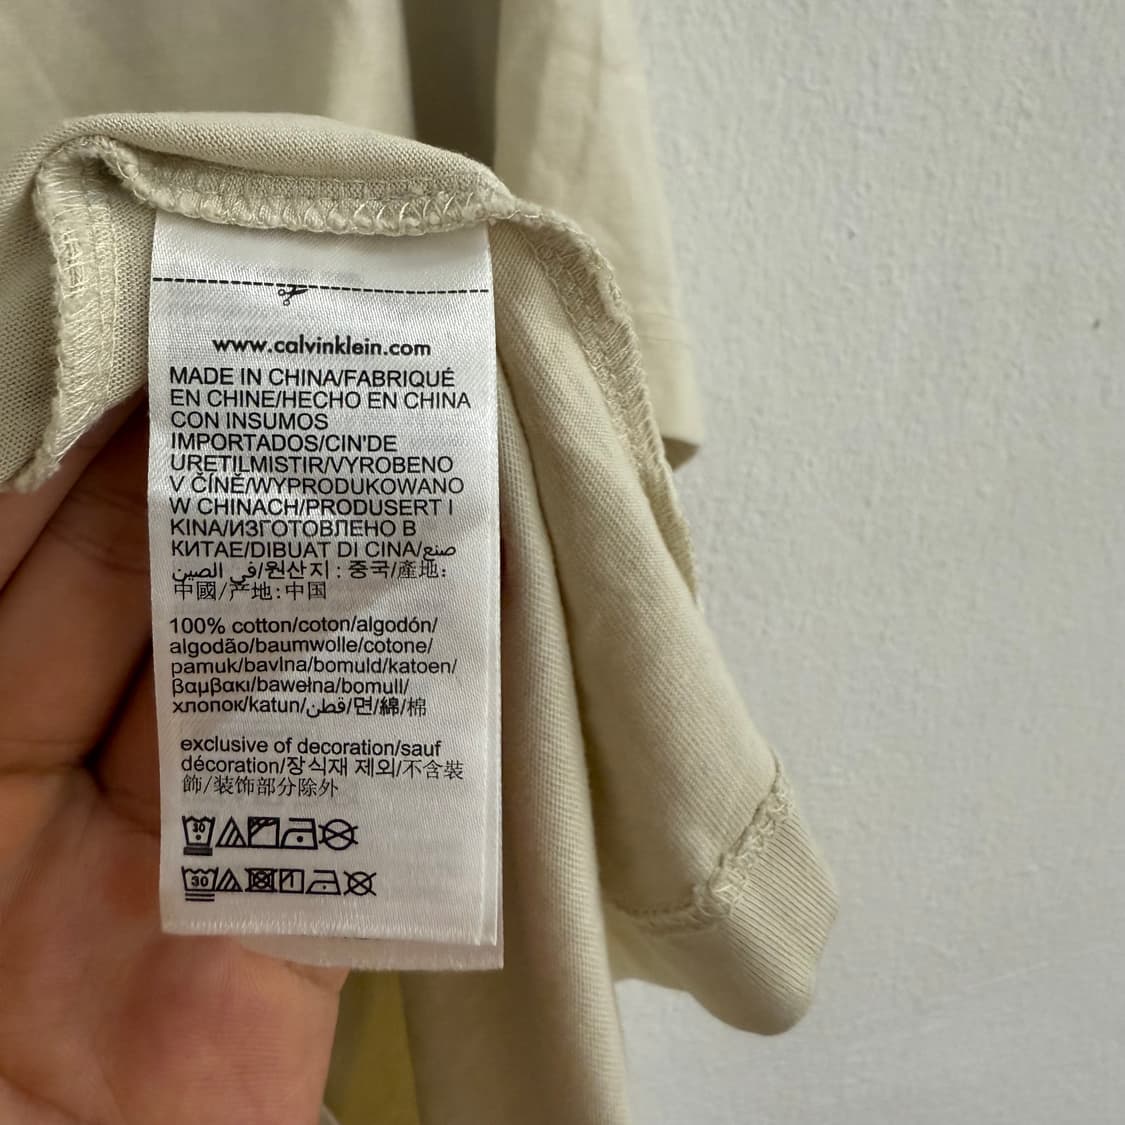 www.calvinklein.com
MADE IN CHINA/FABRIQUÉ
EN CHINE/HECHO EN CHINA
CON INSUMOS
IMPORTADOS/CIN'DE
URETILMISTIR/VYROBENO
V ČÍNĚ/WYPRODUKOWANO
W CHINACH/PRODUSERT I
KINA/ИЗГОТОВЛЕНО В
КИТАЕ/DIBUAT DI CINA/صنع
في الصين/원산지 : 중국/產地:
中國/产地:中国
100% cotton/coton/algodón/
algodão/baumwolle/cotone/
pamuk/bavlna/bomuld/katoen/
βαμβακι/bawełna/bomull/
хлопок/katun/قطن/면/綿/棉
exclusive of decoration/sauf
décoration/장식재 제외/不含裝
飾/装饰部分除外
30
30